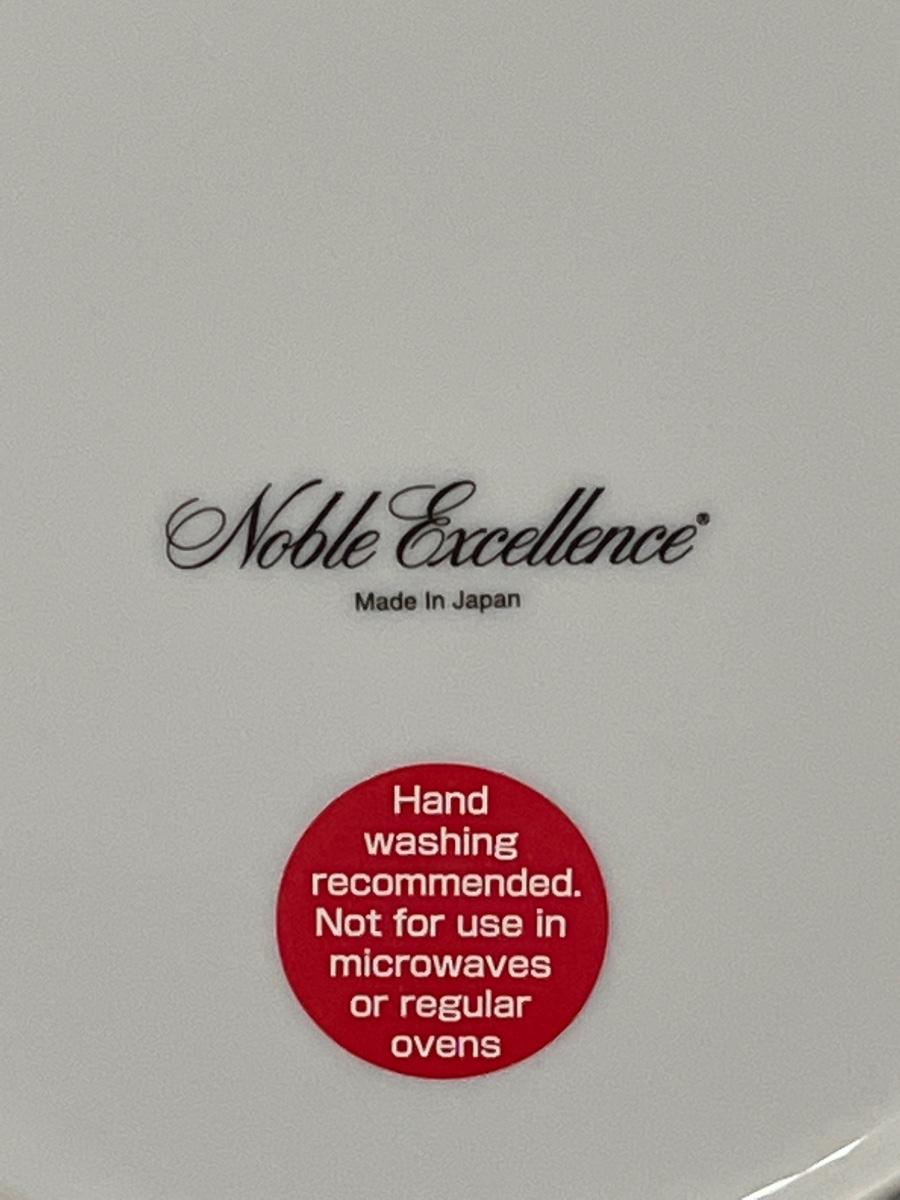 Noble Excellence®
Made In Japan
Hand
washing
recommended.
Not for use in
microwaves
or regular
ovens